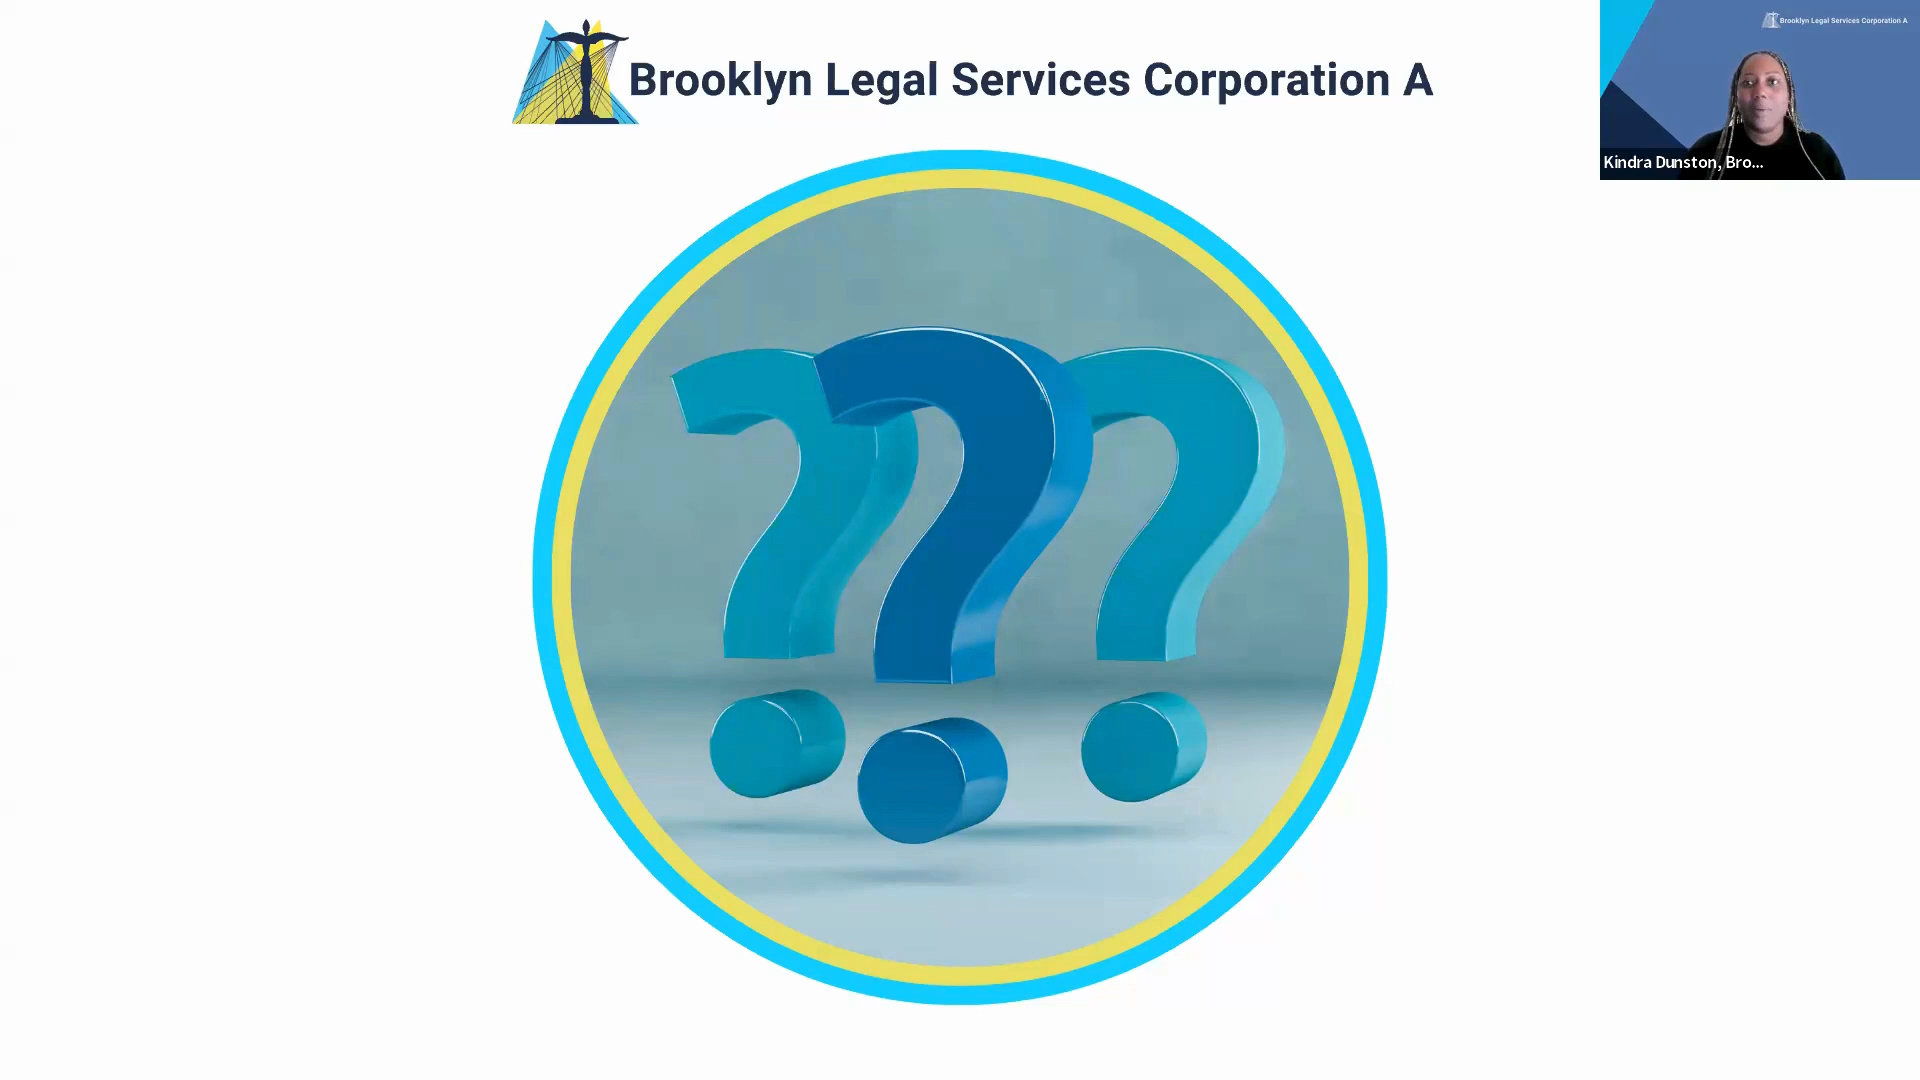 Brooklyn Legal Services Corporation A
Brooklyn Legal Services Corporation A
Kindra Dunston, Bro...